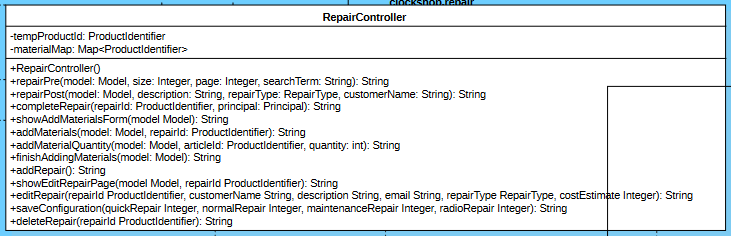 clockshop.repair
RepairController
-tempProductId: ProductIdentifier
-materialMap: Map<ProductIdentifier>
+RepairController()
+repairPre(model: Model, size: Integer, page: Integer, searchTerm: String): String
+repairPost(model: Model, description: String, repairType: RepairType, customerName: String): String
+completeRepair(repairId: ProductIdentifier, principal: Principal): String
+showAddMaterialsForm(model Model): String
+addMaterials(model: Model, repairId: ProductIdentifier): String
+addMaterialQuantity(model: Model, articleId: ProductIdentifier, quantity: int): String
+finishAddingMaterials(model: Model): String
+addRepair(): String
+showEditRepairPage(model Model, repairId ProductIdentifier): String
+editRepair(repairId ProductIdentifier, customerName String, description String, email String, repairType RepairType, costEstimate Integer): String
+saveConfiguration(quickRepair Integer, normalRepair Integer, maintenanceRepair Integer, radioRepair Integer): String
+deleteRepair(repairId ProductIdentifier): String